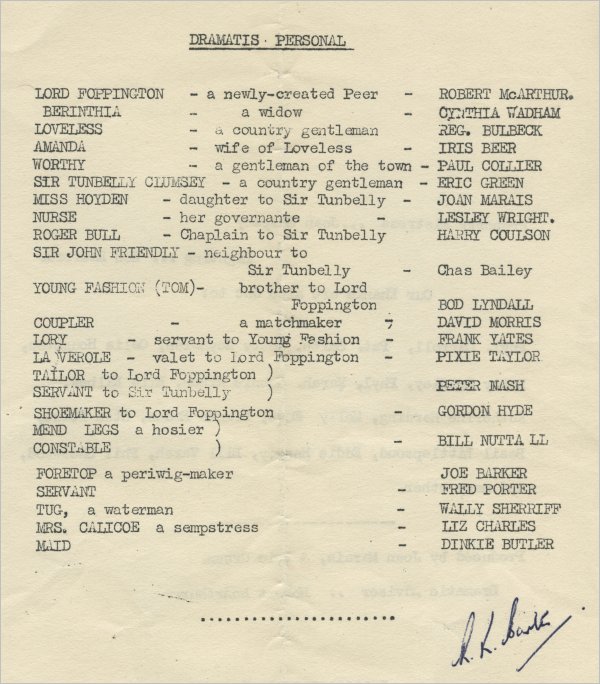 DRAMATIS PERSONAL
LORD FOPPINGTON - a newly-created Peer - ROBERT McARTHUR.
BERINTHIA - a widow - CYNTHIA WADHAM
LOVELESS - a country gentleman REG. BULBECK
AMANDA - wife of Loveless - IRIS BEER
WORTHY - a gentleman of the town - PAUL COLLIER
SIR TUNBELLY CLUMSEY - a country gentleman - ERIC GREEN
MISS HOYDEN - daughter to Sir Tunbelly - JOAN MARAIS
NURSE - her governante - LESLEY WRIGHT.
ROGER BULL - Chaplain to Sir Tunbelly HARRY COULSON
SIR JOHN FRIENDLY - neighbour to
Sir Tunbelly - Chas Bailey
YOUNG FASHION (TOM)- brother to Lord
Foppington BOD LYNDALL
COUPLER - a matchmaker 7 DAVID MORRIS
LORY - servant to Young Fashion - FRANK YATES
LA VEROLE - valet to lord Foppington - PIXIE TAYLOR
TAILOR to Lord Foppington )
SERVANT to Sir Tunbelly ) PETER NASH
SHOEMAKER to Lord Foppington - GORDON HYDE
MEND LEGS a hosier )
CONSTABLE ) - BILL NUTTA LL
FORETOP a periwig-maker JOE BARKER
SERVANT - FRED PORTER
TUG, a waterman - WALLY SHERRIFF
MRS. CALICOE a sempstress - LIZ CHARLES
MAID - DINKIE BUTLER